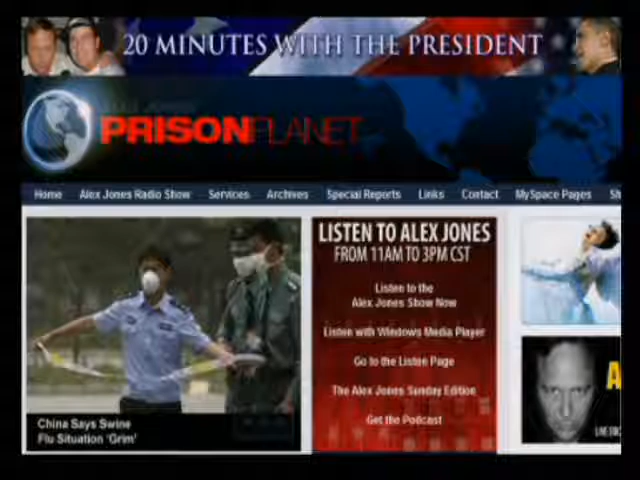 20 MINUTES WITH THE PRESIDENT
PRISONPLANET
Home Alex Jones Radio Show Services Archives Special Reports Links Contact MySpace Pages Sh
LISTEN TO ALEX JONES
FROM 11AM TO 3PM CST
Listen to the
Alex Jones Show Now
Listen with Windows Media Player
Go to the Listen Page
The Alex Jones Sunday Edition
Get the Podcast
China Says Swine
Flu Situation 'Grim'
A
LIVE FRO